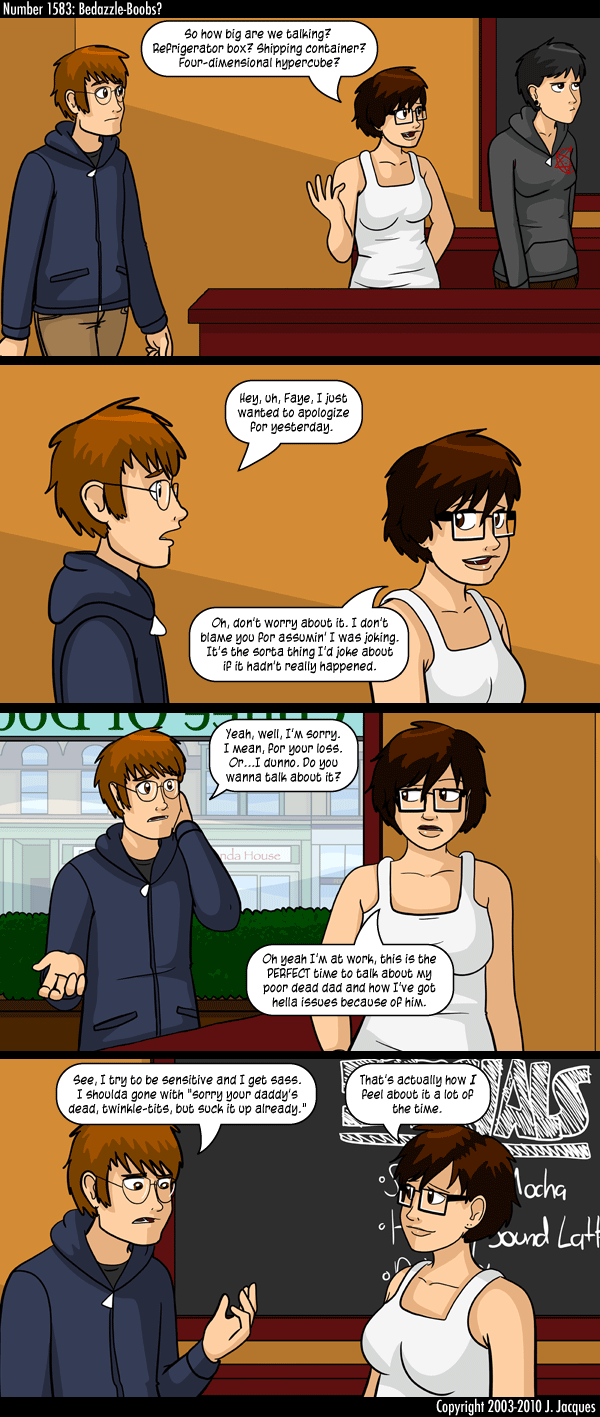 Number 1583: Bedazzle-Boobs?
So how big are we talking?
Refrigerator box? Shipping container?
Four-dimensional hypercube?
Hey, uh, Faye, I just
wanted to apologize
for yesterday.
Oh, don't worry about it. I don't
blame you for assumin' I was joking.
It's the sorta thing I'd joke about
if it hadn't really happened.
Yeah, well, I'm sorry.
I mean, for your loss.
Or...I dunno. Do you
wanna talk about it?
nda House
Oh yeah I'm at work, this is the
PERFECT time to talk about my
poor dead dad and how I've got
hella issues because of him.
See, I try to be sensitive and I get sass.
I shoulda gone with "sorry your daddy's
dead, twinkle-tits, but suck it up already."
That's actually how I
feel about it a lot of
the time.
IALS
Mocha
ound Latt
Copyright 2003-2010 J. Jacques